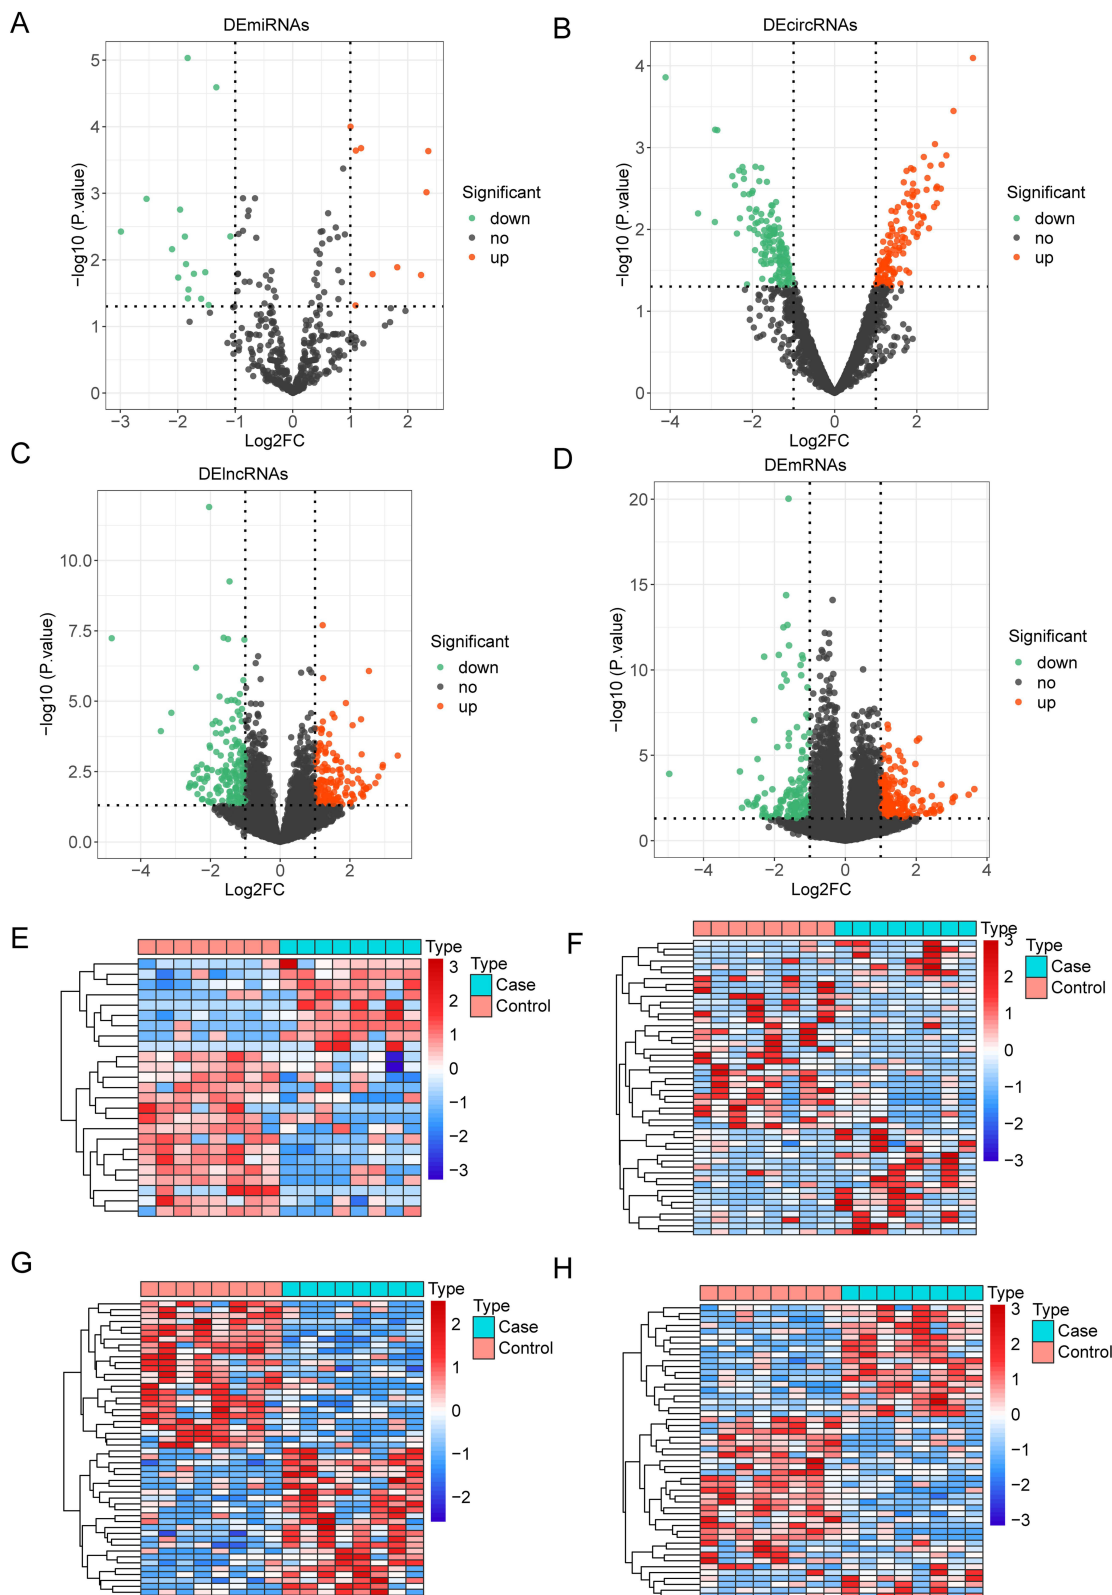 A
DEmiRNAs
−log10 (P.value)
5
4
3
2
1
0
−3
−2
−1
0
1
2
Log2FC
Significant
down
no
up
B
DEcircRNAs
−log10 (P.value)
4
3
2
1
0
−4
−2
0
2
Log2FC
Significant
down
no
up
C
DElncRNAs
−log10 (P.value)
10.0
7.5
5.0
2.5
0.0
−4
−2
0
2
Log2FC
Significant
down
no
up
D
DEmRNAs
−log10 (P.value)
20
15
10
5
0
−4
−2
0
2
4
Log2FC
Significant
down
no
up
E
Type
3
2
1
0
−1
−2
−3
Type
Case
Control
F
Type
3
2
1
0
−1
−2
−3
Type
Case
Control
G
Type
2
1
0
−1
−2
Type
Case
Control
H
Type
3
2
1
0
−1
−2
−3
Type
Case
Control